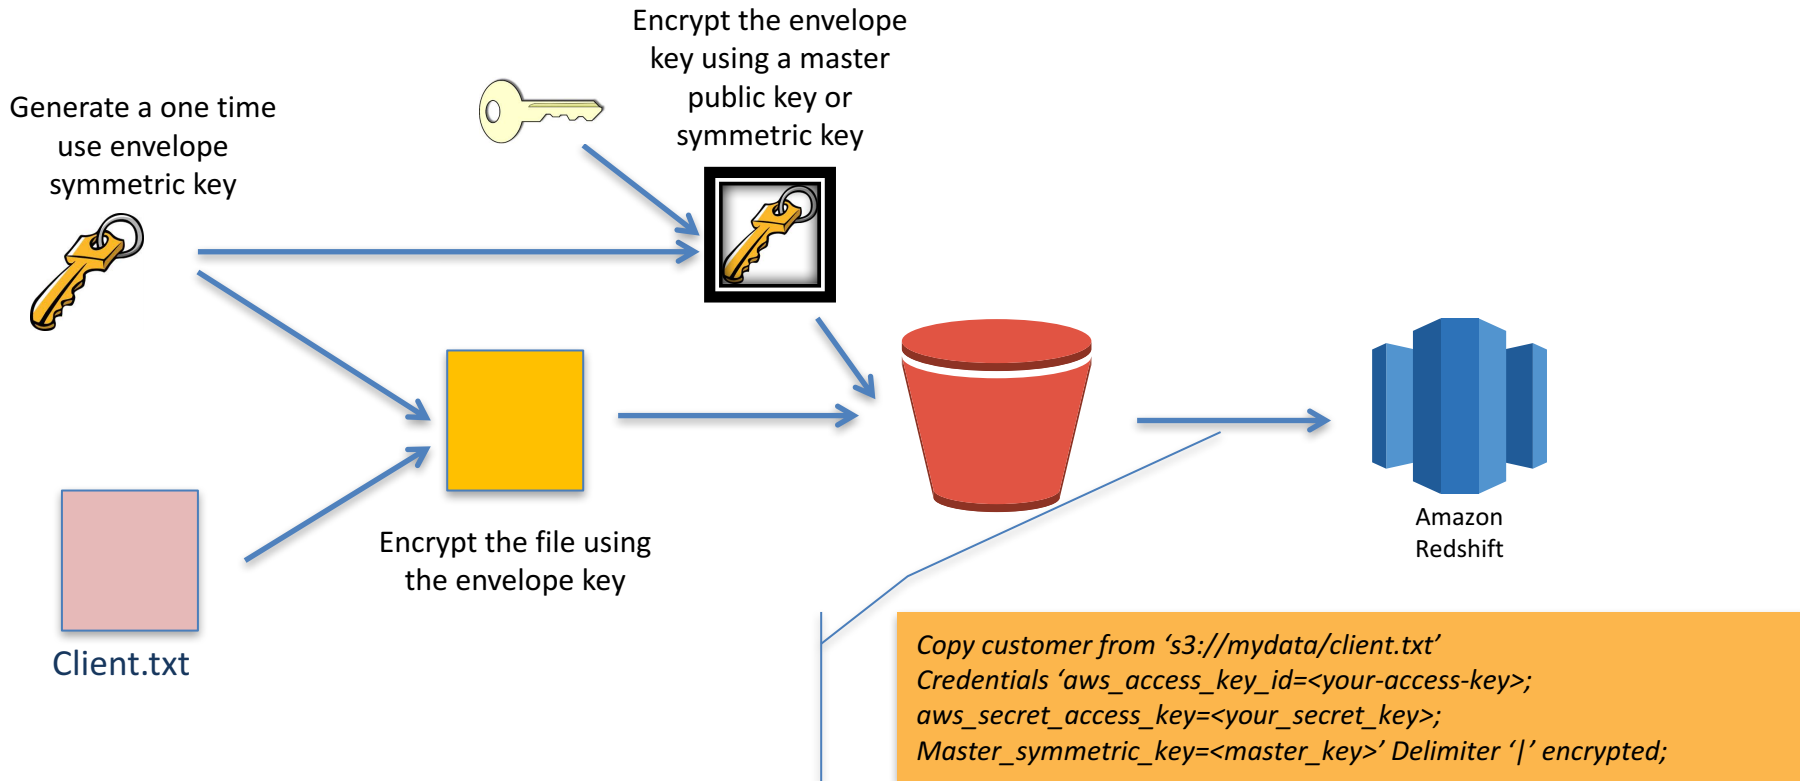 Encrypt the envelope
key using a master
public key or
symmetric key
Generate a one time
use envelope
symmetric key
Encrypt the file using
the envelope key
Client.txt
Amazon
Redshift
Copy customer from ‘s3://mydata/client.txt’
Credentials ‘aws_access_key_id=<your-access-key>;
aws_secret_access_key=<your_secret_key>;
Master_symmetric_key=<master_key>’ Delimiter ‘|’ encrypted;